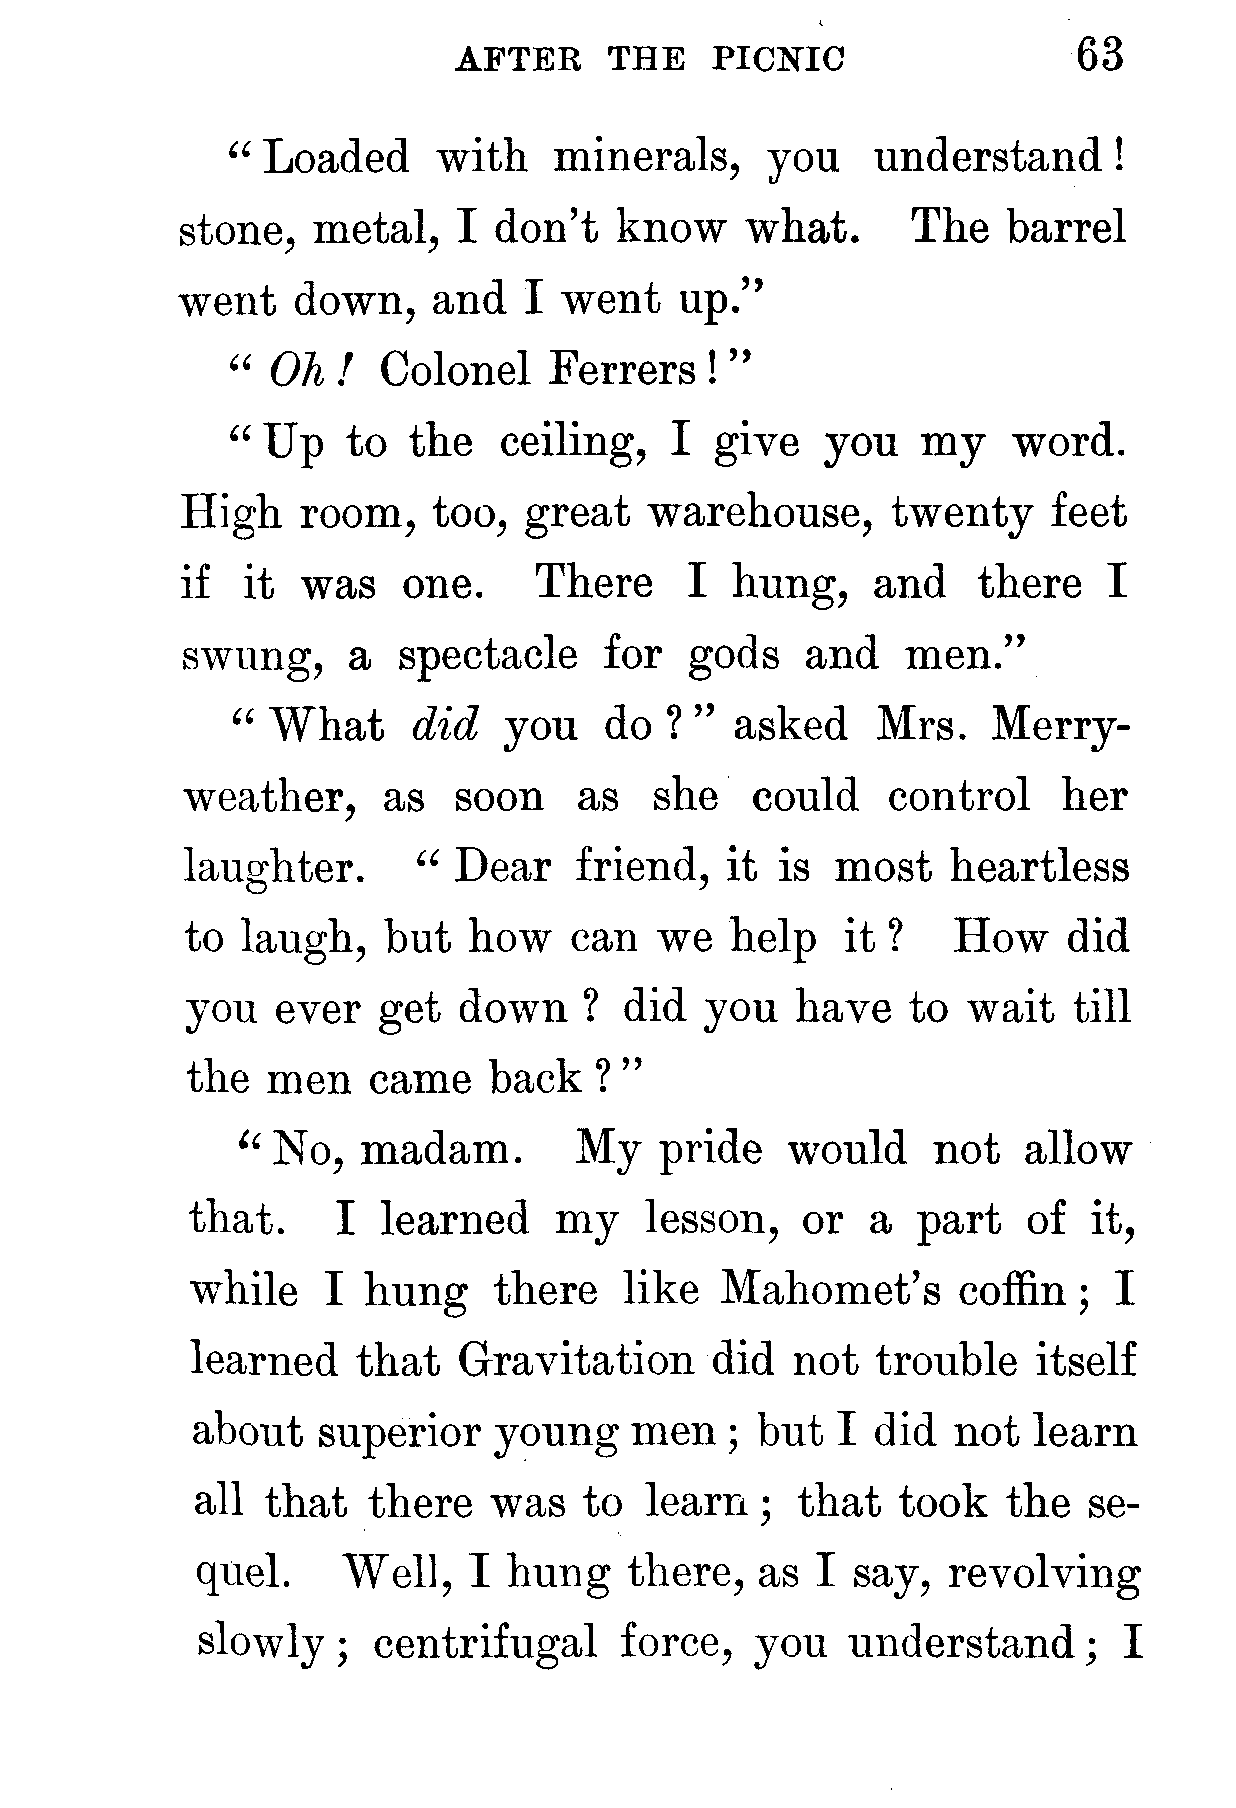 AFTER THE PICNIC 63
“Loaded with minerals, you understand!
stone, metal, I don’t know what. The barrel
went down, and I went up.”
“Oh! Colonel Ferrers!”
“Up to the ceiling, I give you my word.
High room, too, great warehouse, twenty feet
if it was one. There I hung, and there I
swung, a spectacle for gods and men.”
“What did you do?” asked Mrs. Merry-
weather, as soon as she could control her
laughter. “Dear friend, it is most heartless
to laugh, but how can we help it? How did
you ever get down? did you have to wait till
the men came back?”
“No, madam. My pride would not allow
that. I learned my lesson, or a part of it,
while I hung there like Mahomet’s coffin; I
learned that Gravitation did not trouble itself
about superior young men; but I did not learn
all that there was to learn; that took the se-
quel. Well, I hung there, as I say, revolving
slowly; centrifugal force, you understand; I